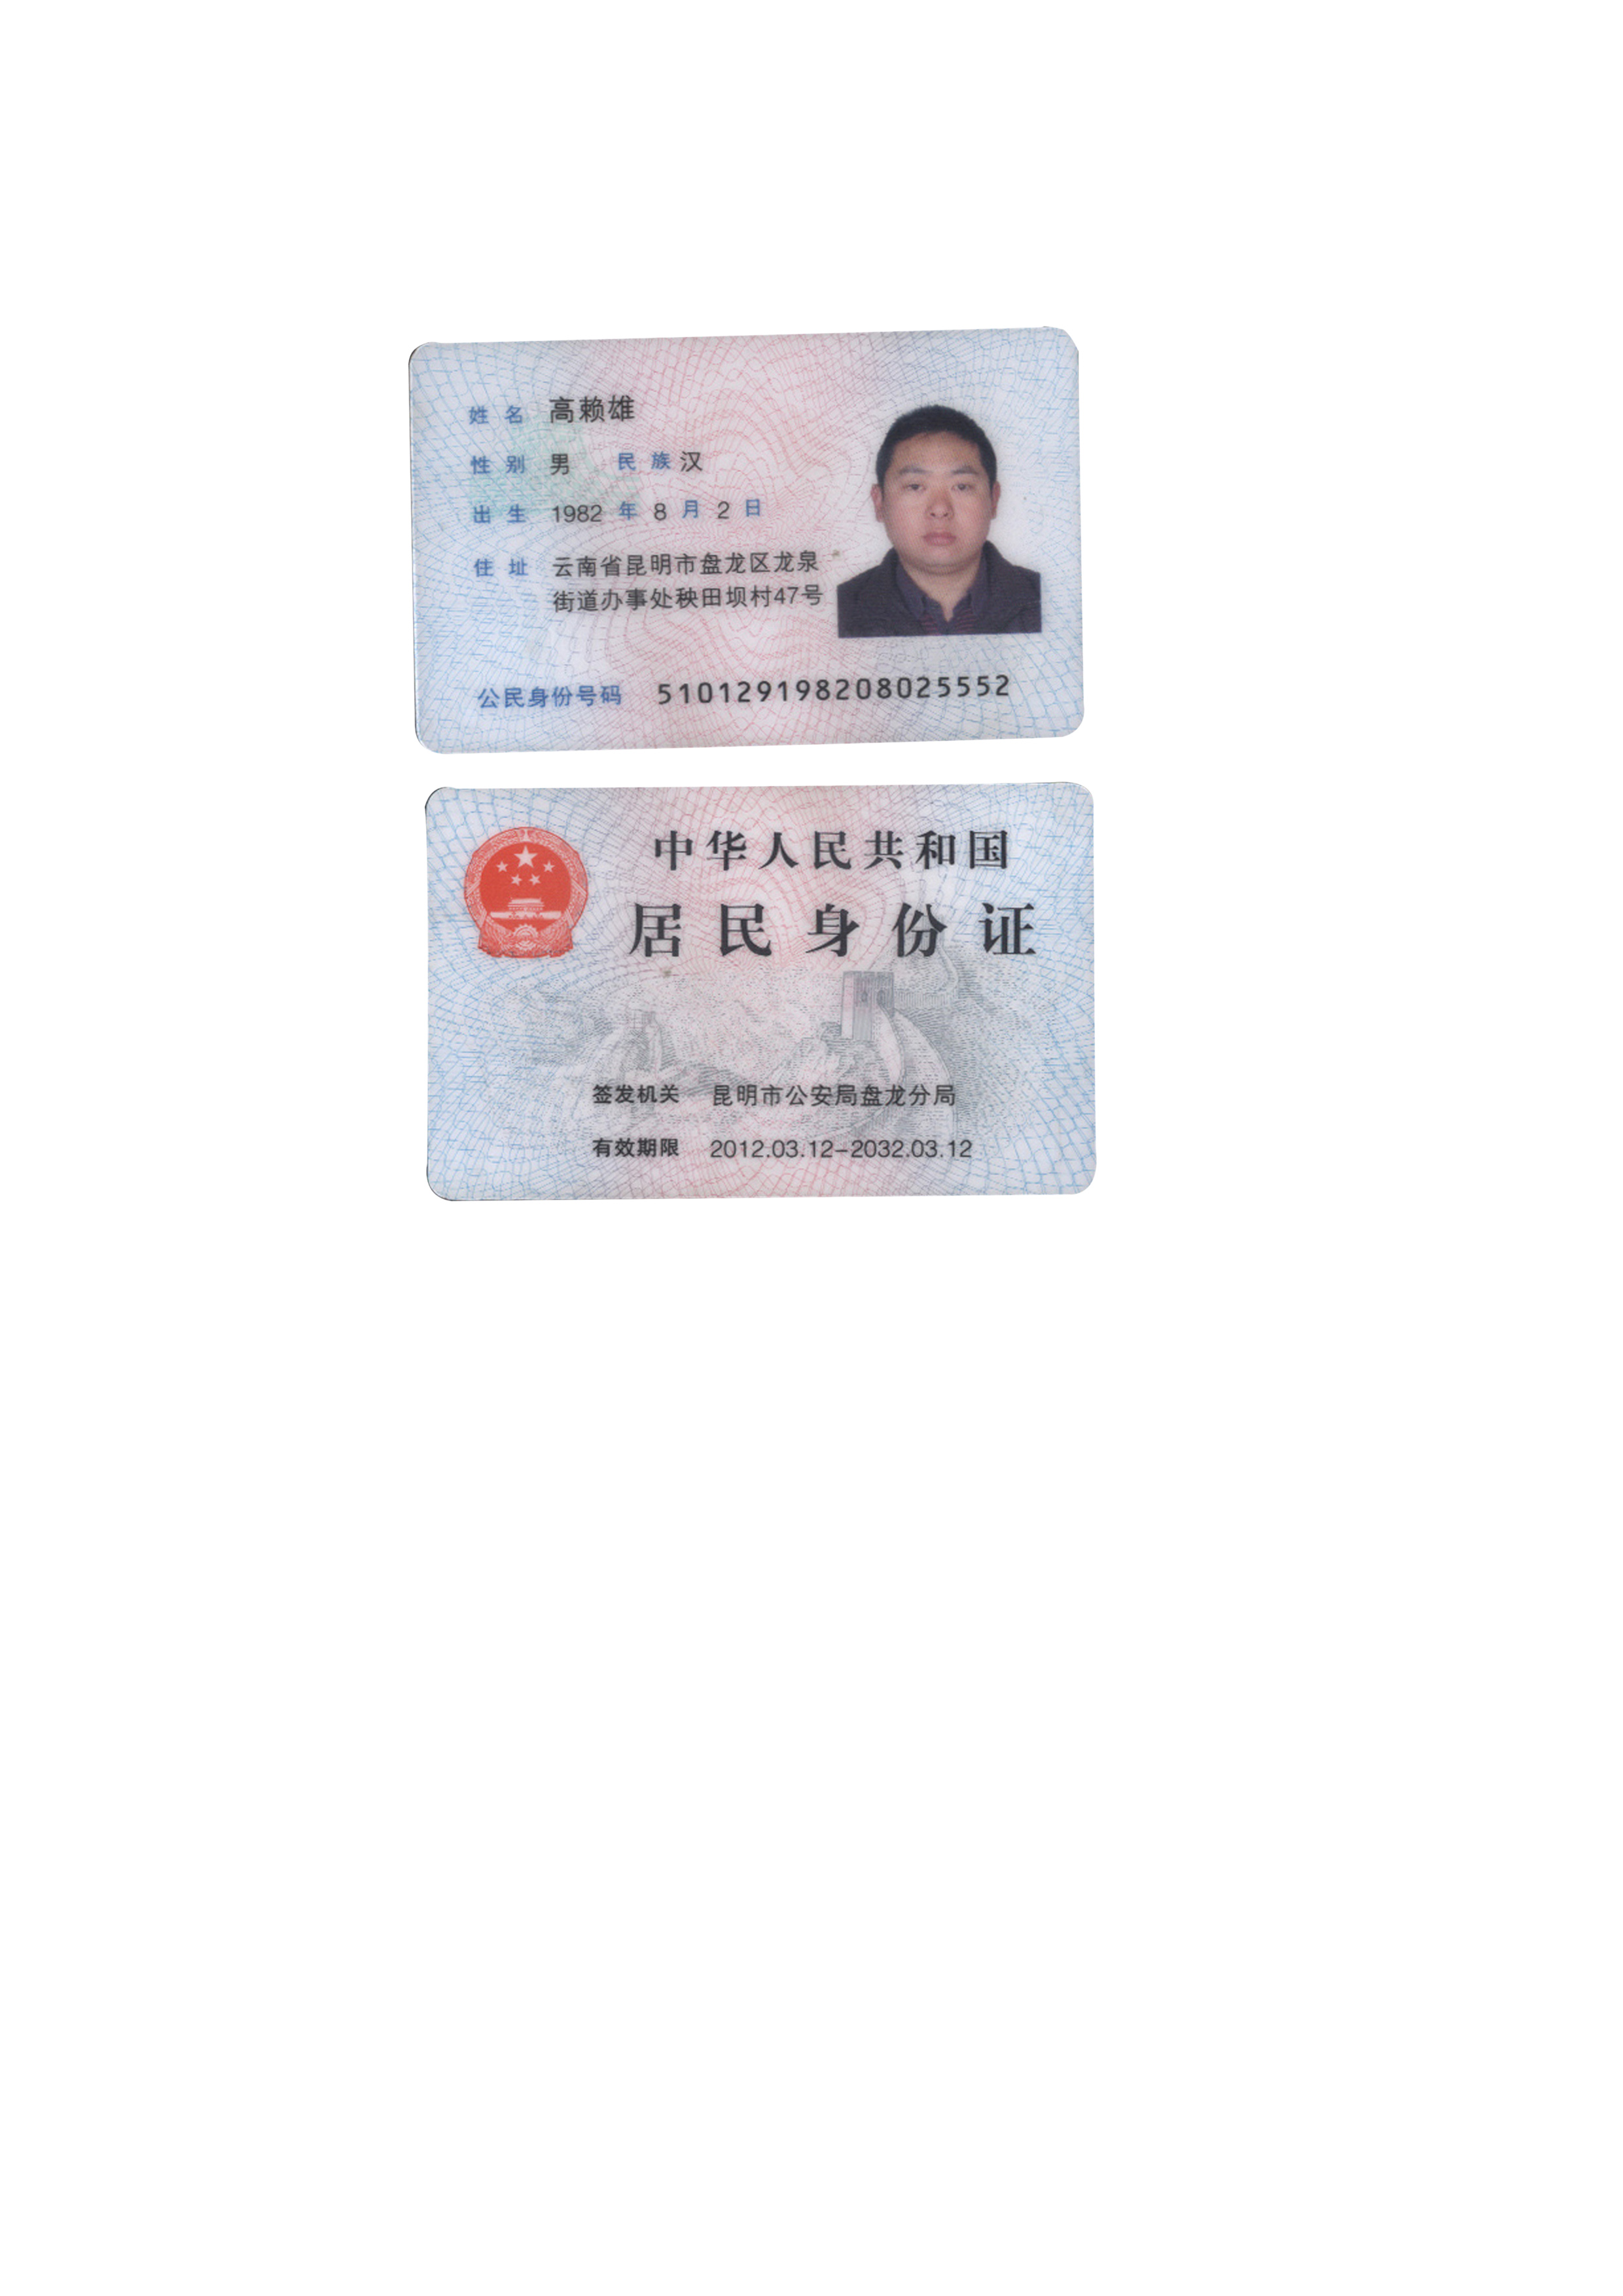 姓名 高赖雄
性别 男 民族 汉
出生 1982 年 8 月 2 日
住址 云南省昆明市盘龙区龙泉
街道办事处秧田坝村47号
公民身份号码 510129198208025552
中华人民共和国
居民身份证
签发机关 昆明市公安局盘龙分局
有效期限 2012.03.12-2032.03.12